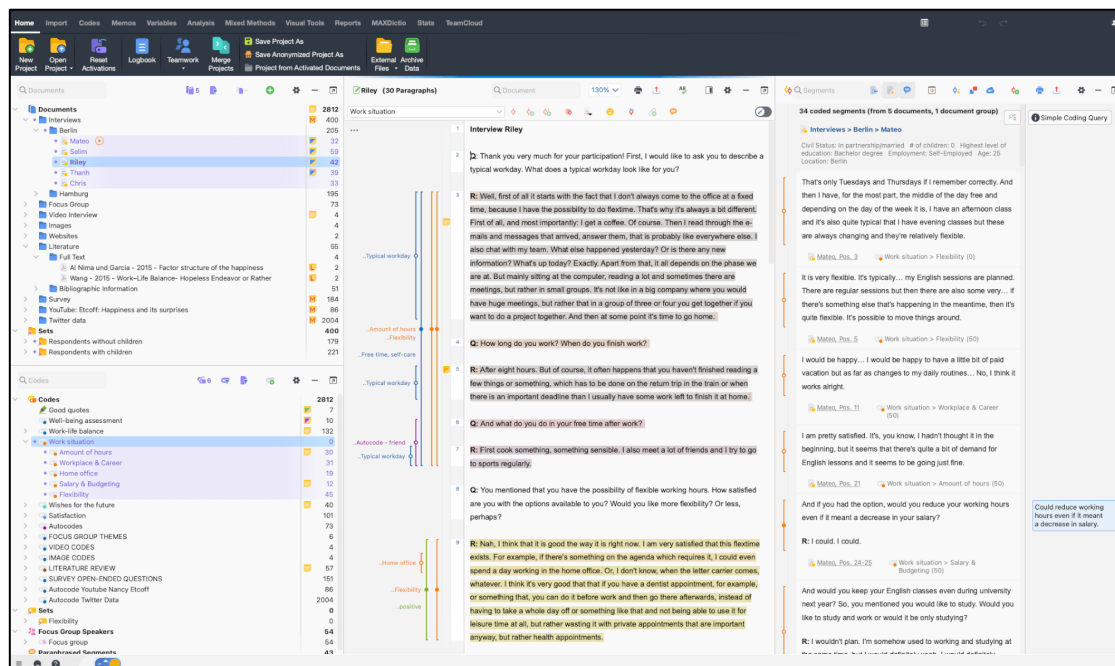 Home Import Codes Memos Variables Analysis Mixed Methods Visual Tools Reports MAXDictio Stats TeamCloud
New Project
Open Project
Reset Activations
Logbook
Teamwork
Merge Projects
Save Project As
Save Anonymized Project As
Project from Activated Documents
External Files
Archive Data
Documents
5
Documents 2812
Interviews M 400
Berlin 205
Mateo 32
Selim 59
Riley 42
Thanh 39
Chris 33
Hamburg 195
Focus Group 73
Video Interview 4
Images 4
Websites 2
Literature 55
Full Text 4
Al Nima und Garcia - 2015 - Factor structure of the happiness L 2
Wang - 2015 - Work-Life Balance- Hopeless Endeavor or Rather L 2
Bibliographic Information 51
Survey M 184
YouTube: Etcoff: Happiness and its surprises M 86
Twitter data M 2004
Sets 400
Respondents without children 179
Respondents with children 221
Codes
6
Codes 2812
Good quotes 7
Well-being assessment 10
Work-life balance 132
Work situation 0
Amount of hours 30
Workplace & Career 31
Home office 19
Salary & Budgeting 12
Flexibility 45
Wishes for the future 40
Satisfaction 101
Autocodes 73
FOCUS GROUP THEMES 6
VIDEO CODES 4
IMAGE CODES 4
LITERATURE REVIEW 57
SURVEY OPEN-ENDED QUESTIONS 151
Autocode Youtube Nancy Etcoff 86
Autocode Twitter Data 2004
Sets 0
Flexibility 0
Focus Group Speakers 54
Focus group 54
Paraphrased Segments 43
Riley (30 Paragraphs)
Document
130%
Work situation
1
Interview Riley
2
Q: Thank you very much for your participation! First, I would like to ask you to describe a
typical workday. What does a typical workday look like for you?
3
R: Well, first of all it starts with the fact that I don't always come to the office at a fixed
time, because I have the possibility to do flextime. That's why it's always a bit different.
First of all, and most importantly: I get a coffee. Of course. Then I read through the e-
mails and messages that arrived, answer them, that is probably like everywhere else. I
also chat with my team. What else happened yesterday? Or is there any new
information? What's up today? Exactly. Apart from that, it all depends on the phase we
are at. But mainly sitting at the computer, reading a lot and sometimes there are
meetings, but rather in small groups. It's not like in a big company where you would
have huge meetings, but rather that in a group of three or four you get together if you
want to do a project together. And then at some point it's time to go home.
4
Q: How long do you work? When do you finish work?
5
R: After eight hours. But of course, it often happens that you haven't finished reading a
few things or something, which has to be done on the return trip in the train or when
there is an important deadline than I usually have some work left to finish it at home.
6
Q: And what do you do in your free time after work?
7
R: First cook something, something sensible. I also meet a lot of friends and I try to go
to sports regularly.
8
Q: You mentioned that you have the possibility of flexible working hours. How satisfied
are you with the options available to you? Would you like more flexibility? Or less,
perhaps?
9
R: Nah, I think that it is good the way it is right now. I am very satisfied that this flextime
exists. For example, if there's something on the agenda which requires it, I could even
spend a day working in the home office. Or, I don't know, when the letter carrier comes,
whatever. I think it's very good that that if you have a dentist appointment, for example,
or something that, you can do it before work and then go there afterwards, instead of
having to take a whole day off or something like that and not being able to use it for
leisure time at all, but rather wasting it with private appointments that are important
anyway, but rather health appointments.
..Typical workday
..Amount of hours
..Flexibility
..Free time, self-care
..Typical workday
..Autocode - friend
..Typical workday
..Home office
..Flexibility
..positive
Segments
34 coded segments (from 5 documents, 1 document group)
Interviews > Berlin > Mateo
Civil Status: In partnership/married # of children: 0 Highest level of
education: Bachelor degree Employment: Self-Employed Age: 25
Location: Berlin
That's only Tuesdays and Thursdays if I remember correctly. And
then I have, for the most part, the middle of the day free and
depending on the day of the week it is, I have an afternoon class
and it's also quite typical that I have evening classes but these
are always changing and they're relatively flexible.
Mateo, Pos. 3 Work situation > Flexibility (0)
It is very flexible. It's typically... my English sessions are planned.
There are regular sessions but then there are also some very... if
there's something else that's happening in the meantime, then it's
quite flexible. It's possible to move things around.
Mateo, Pos. 5 Work situation > Flexibility (50)
I would be happy... I would be happy to have a little bit of paid
vacation but as far as changes to my daily routines... No, I think it
works alright.
Mateo, Pos. 11 Work situation > Workplace & Career
(50)
I am pretty satisfied. It's, you know, I hadn't thought it in the
beginning, but it seems that there's quite a bit of demand for
English lessons and it seems to be going just fine.
Mateo, Pos. 21 Work situation > Amount of hours (50)
And if you had the option, would you reduce your working hours
even if it meant a decrease in your salary?
R: I could. I could.
Mateo, Pos. 24-25 Work situation > Salary &
Budgeting (50)
And would you keep your English classes even during university
next year? So, you mentioned you would like to study. Would you
like to study and work or would it be only studying?
R: I wouldn't plan. I'm somehow used to working and studying at
Simple Coding Query
Could reduce working
hours even if it meant
a decrease in salary.